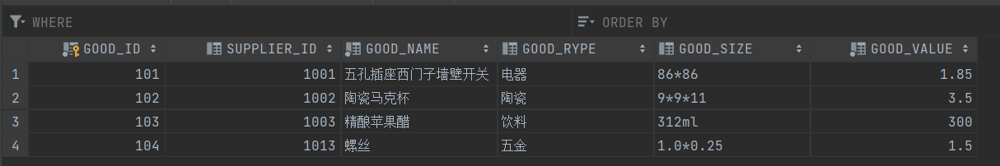 WHERE ORDER BY
GOOD_ID SUPPLIER_ID GOOD_NAME GOOD_RYPE GOOD_SIZE GOOD_VALUE
1 101 1001 五孔插座西门子墙壁开关 电器 86*86 1.85
2 102 1002 陶瓷马克杯 陶瓷 9*9*11 3.5
3 103 1003 精酿苹果醋 饮料 312ml 300
4 104 1013 螺丝 五金 1.0*0.25 1.5